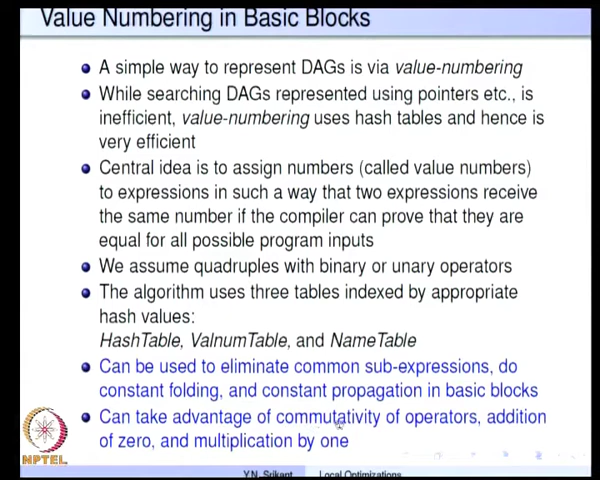 Value Numbering in Basic Blocks
A simple way to represent DAGs is via value-numbering
While searching DAGs represented using pointers etc., is
inefficient, value-numbering uses hash tables and hence is
very efficient
Central idea is to assign numbers (called value numbers)
to expressions in such a way that two expressions receive
the same number if the compiler can prove that they are
equal for all possible program inputs
We assume quadruples with binary or unary operators
The algorithm uses three tables indexed by appropriate
hash values:
HashTable, ValnumTable, and NameTable
Can be used to eliminate common sub-expressions, do
constant folding, and constant propagation in basic blocks
Can take advantage of commutativity of operators, addition
of zero, and multiplication by one
NPTEL
Y.N. Srikant Local Optimizations